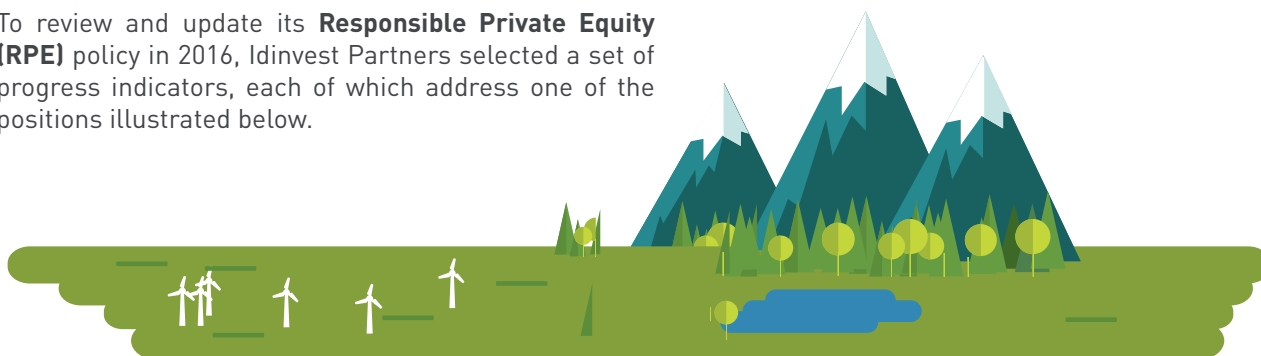 To review and update its Responsible Private Equity
(RPE) policy in 2016, Idinvest Partners selected a set of
progress indicators, each of which address one of the
positions illustrated below.